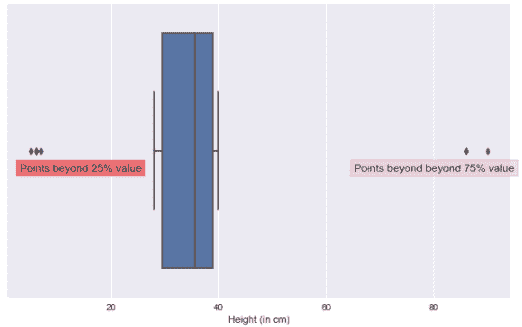 Points beyond 25% value
Points beyond beyond 75% value
20
40
60
80
Height (in cm)